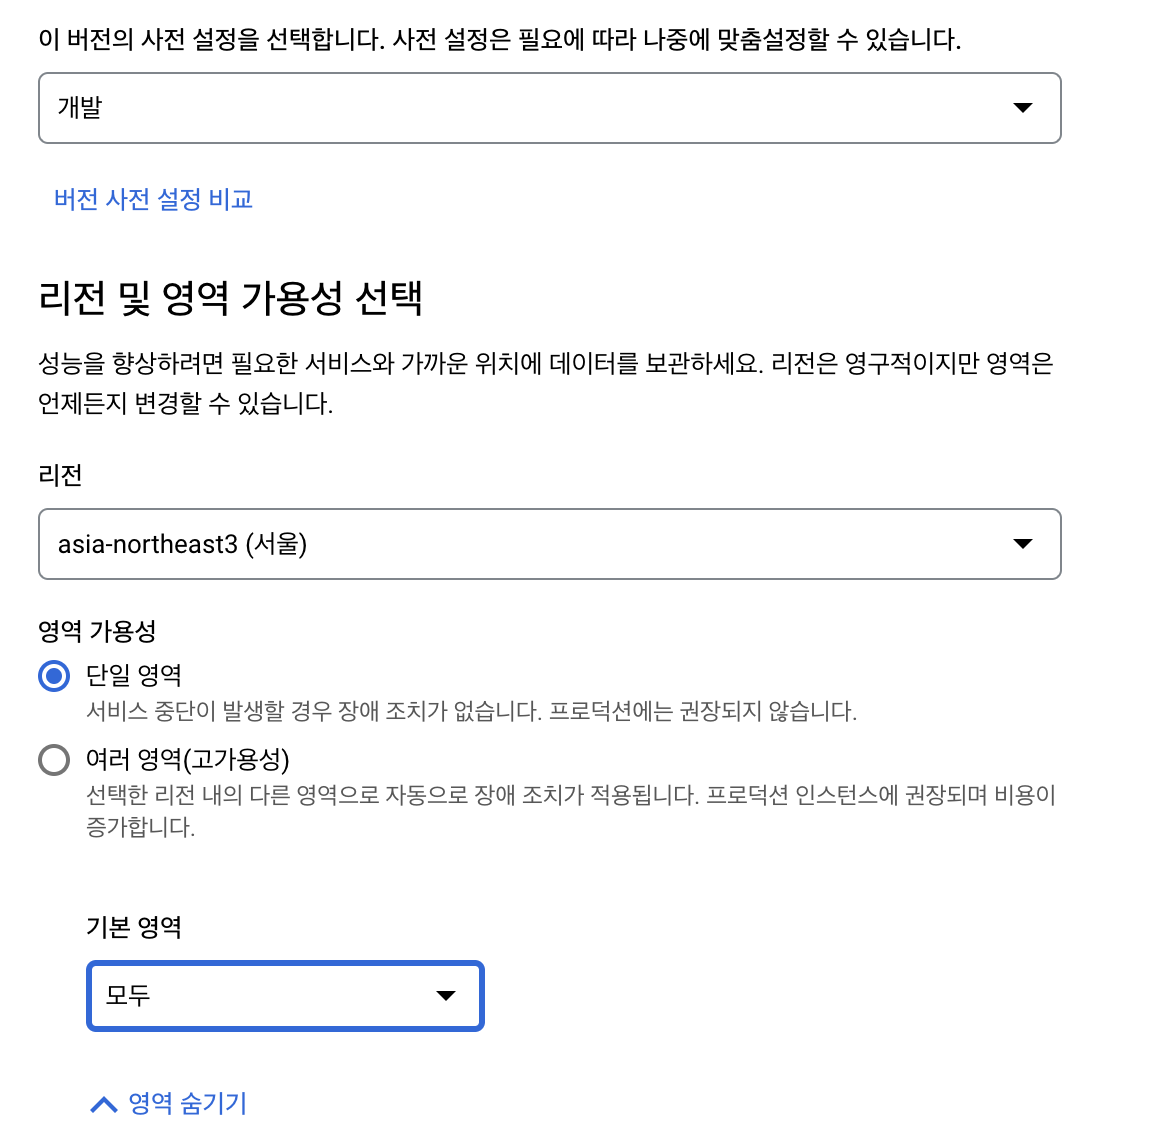 이 버전의 사전 설정을 선택합니다. 사전 설정은 필요에 따라 나중에 맞춤설정할 수 있습니다.
개발
버전 사전 설정 비교
리전 및 영역 가용성 선택
성능을 향상하려면 필요한 서비스와 가까운 위치에 데이터를 보관하세요. 리전은 영구적이지만 영역은
언제든지 변경할 수 있습니다.
리전
asia-northeast3 (서울)
영역 가용성
단일 영역
서비스 중단이 발생할 경우 장애 조치가 없습니다. 프로덕션에는 권장되지 않습니다.
여러 영역(고가용성)
선택한 리전 내의 다른 영역으로 자동으로 장애 조치가 적용됩니다. 프로덕션 인스턴스에 권장되며 비용이
증가합니다.
기본 영역
모두
영역 숨기기